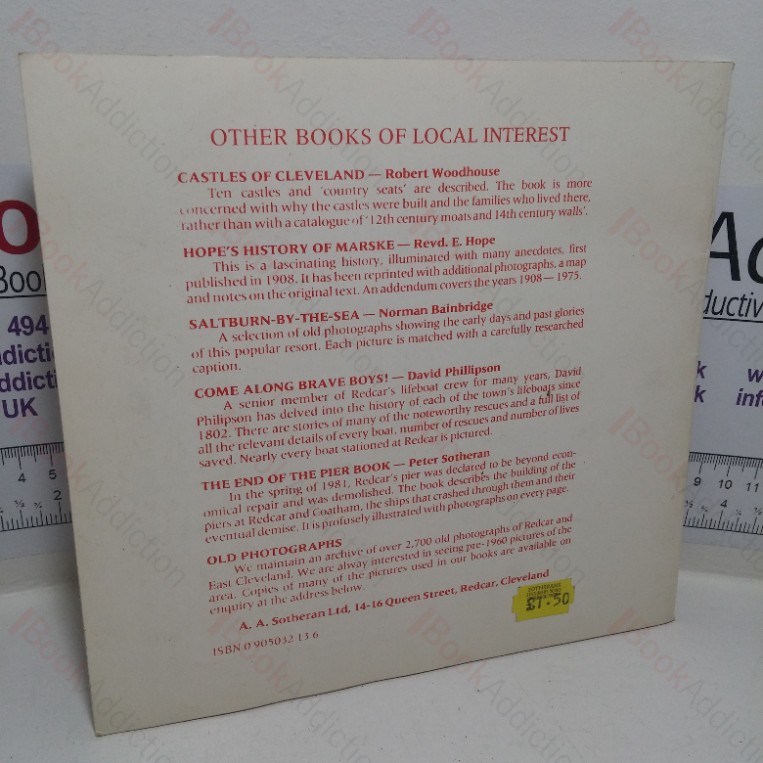 OTHER BOOKS OF LOCAL INTEREST
CASTLES OF CLEVELAND — Robert Woodhouse
Ten castles and 'country seats' are described. The book is more
concerned with why the castles were built and the families who lived there,
rather than with a catalogue of '12th century moats and 14th century walls'.
HOPE'S HISTORY OF MARSKE — Revd. E. Hope
This is a fascinating history, illuminated with many anecdotes, first
published in 1908. It has been reprinted with additional photographs, a map
and notes on the original text. An addendum covers the years 1908 — 1975.
SALTBURN-BY-THE-SEA — Norman Bainbridge
A selection of old photographs showing the early days and past glories
of this popular resort. Each picture is matched with a carefully researched
caption.
COME ALONG BRAVE BOYS! — David Phillipson
A senior member of Redcar's lifeboat crew for many years, David
Philipson has delved into the history of each of the town's lifeboats since
1802. There are stories of many of the noteworthy rescues and a full list of
all the relevant details of every boat, number of rescues and number of lives
saved. Nearly every boat stationed at Redcar is pictured.
THE END OF THE PIER BOOK — Peter Sotheran
In the spring of 1981, Redcar's pier was declared to be beyond econ-
omical repair and was demolished. The book describes the building of the
piers at Redcar and Coatham, the ships that crashed through them and their
eventual demise. It is profusely illustrated with photographs on every page.
OLD PHOTOGRAPHS
We maintain an archive of over 2,700 old photographs of Redcar and
East Cleveland. We are alway interested in seeing pre-1960 pictures of the
area. Copies of many of the pictures used in our books are available on
enquiry at the address below.
A. A. Sotheran Ltd, 14-16 Queen Street, Redcar, Cleveland
ISBN 0 905032 13 6
£1.50
O
Boo
494
ddicti
UK
4 5
Ad
ductiv
k
w
info
9 10 11
BookAddiction